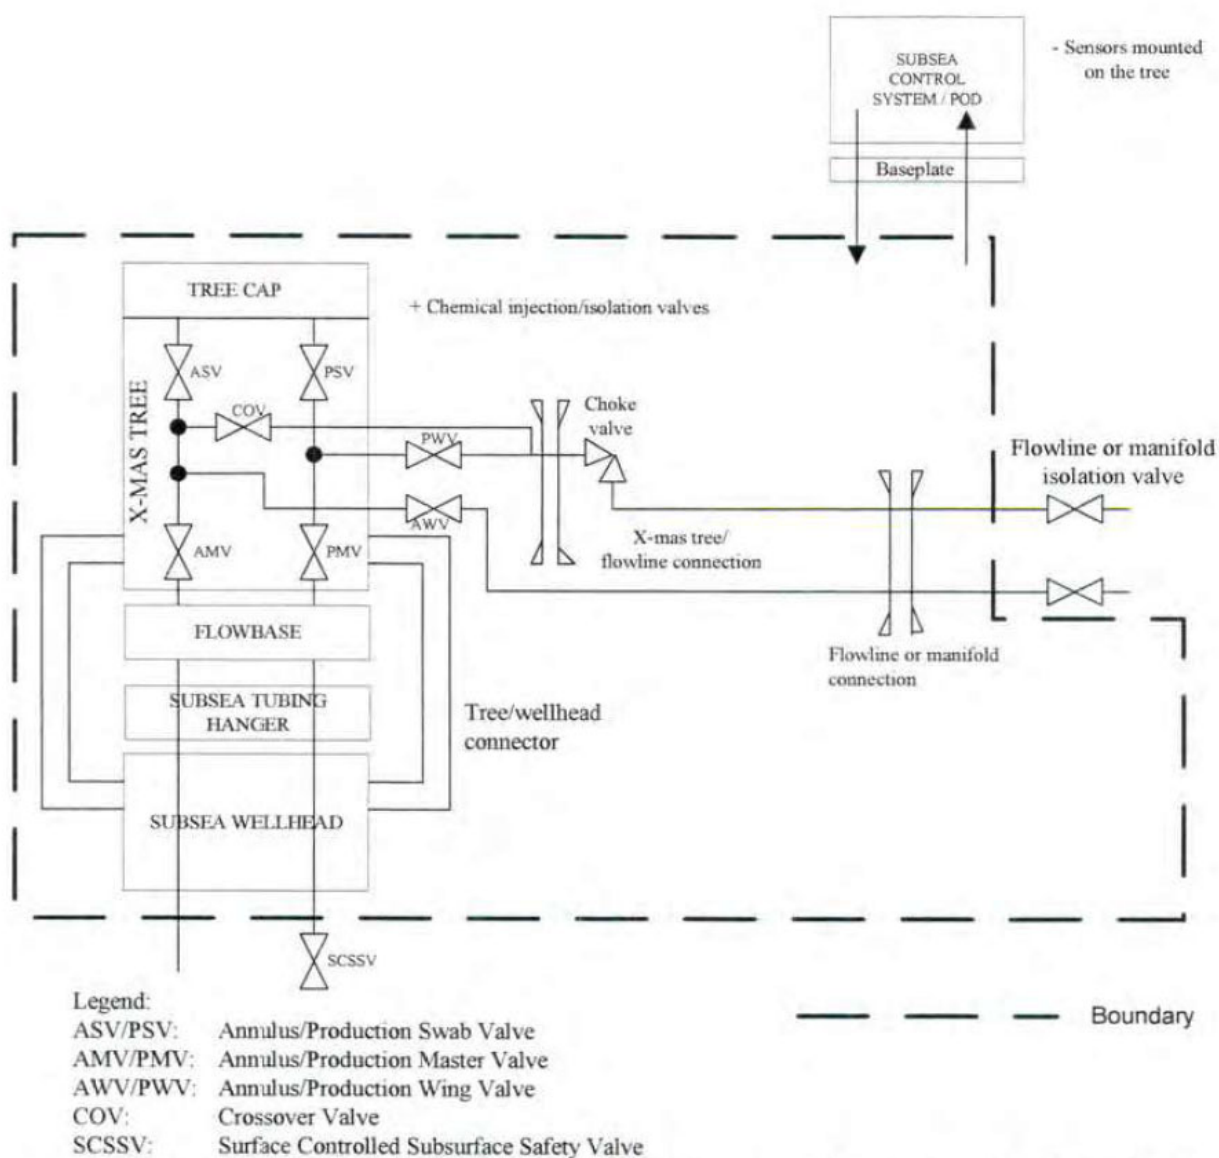 SUBSEA
CONTROL
SYSTEM / POD
- Sensors mounted
on the tree
Baseplate
TREE CAP
+ Chemical injection/isolation valves
ASV
PSV
X-MAS TREE
COV
PWV
Choke
valve
Flowline or manifold
isolation valve
AWV
AMV
PMV
X-mas tree/
flowline connection
FLOWBASE
Flowline or manifold
connection
SUBSEA TUBING
HANGER
Tree/wellhead
connector
SUBSEA WELLHEAD
SCSSV
Legend:
ASV/PSV: Annulus/Production Swab Valve
AMV/PMV: Annulus/Production Master Valve
AWV/PWV: Annulus/Production Wing Valve
COV: Crossover Valve
SCSSV: Surface Controlled Subsurface Safety Valve
Boundary